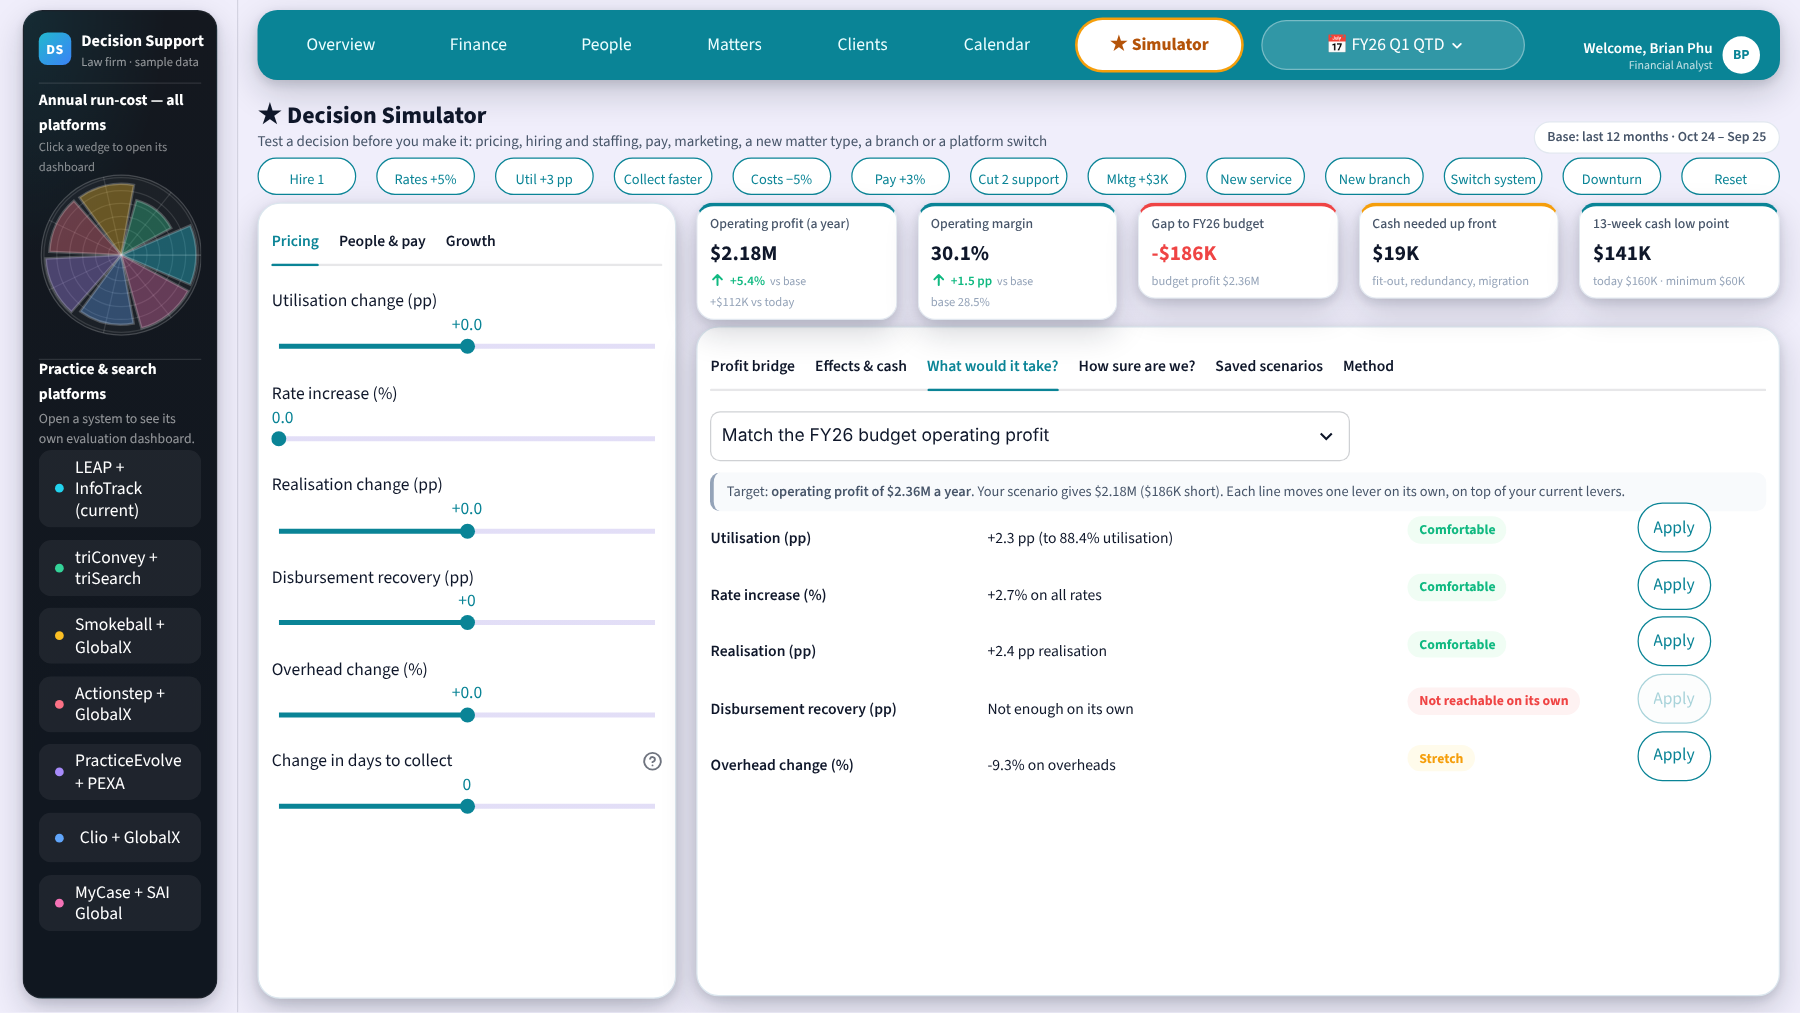 DS
Decision Support
Law firm · sample data
Annual run-cost — all
platforms
Click a wedge to open its
dashboard
Practice & search
platforms
Open a system to see its
own evaluation dashboard.
LEAP +
InfoTrack
(current)
triConvey +
triSearch
Smokeball +
GlobalX
Actionstep +
GlobalX
PracticeEvolve
+ PEXA
Clio + GlobalX
MyCase + SAI
Global
Overview Finance People Matters Clients Calendar ★ Simulator 📅 FY26 Q1 QTD
Welcome, Brian Phu
Financial Analyst
BP
★ Decision Simulator
Test a decision before you make it: pricing, hiring and staffing, pay, marketing, a new matter type, a branch or a platform switch
Base: last 12 months · Oct 24 – Sep 25
Hire 1 Rates +5% Util +3 pp Collect faster Costs −5% Pay +3% Cut 2 support Mktg +$3K New service New branch Switch system Downturn Reset
Pricing People & pay Growth
Utilisation change (pp)
+0.0
Rate increase (%)
0.0
Realisation change (pp)
+0.0
Disbursement recovery (pp)
+0
Overhead change (%)
+0.0
Change in days to collect
?
0
Operating profit (a year)
$2.18M
↑ +5.4% vs base
+$112K vs today
Operating margin
30.1%
↑ +1.5 pp vs base
base 28.5%
Gap to FY26 budget
-$186K
budget profit $2.36M
Cash needed up front
$19K
fit-out, redundancy, migration
13-week cash low point
$141K
today $160K · minimum $60K
Profit bridge Effects & cash What would it take? How sure are we? Saved scenarios Method
Match the FY26 budget operating profit
Target: operating profit of $2.36M a year. Your scenario gives $2.18M ($186K short). Each line moves one lever on its own, on top of your current levers.
Utilisation (pp) +2.3 pp (to 88.4% utilisation) Comfortable Apply
Rate increase (%) +2.7% on all rates Comfortable Apply
Realisation (pp) +2.4 pp realisation Comfortable Apply
Disbursement recovery (pp) Not enough on its own Not reachable on its own Apply
Overhead change (%) -9.3% on overheads Stretch Apply